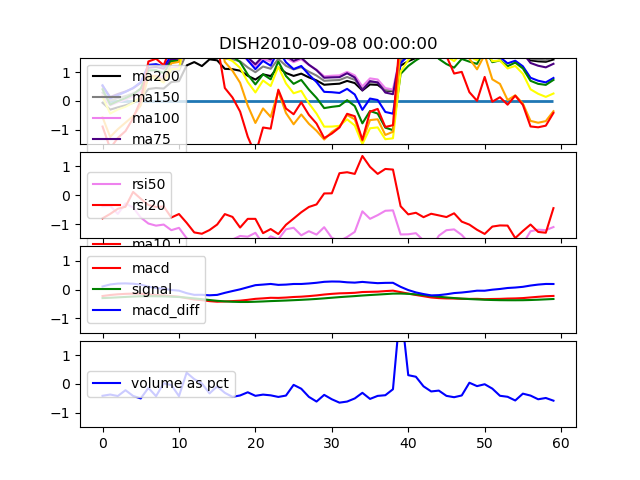 DISH2010-09-08 00:00:00
1
0
−1
ma200
ma150
ma100
ma75
ma10
1
0
−1
rsi50
rsi20
1
0
−1
macd
signal
macd_diff
1
0
−1
volume as pct
0 10 20 30 40 50 60